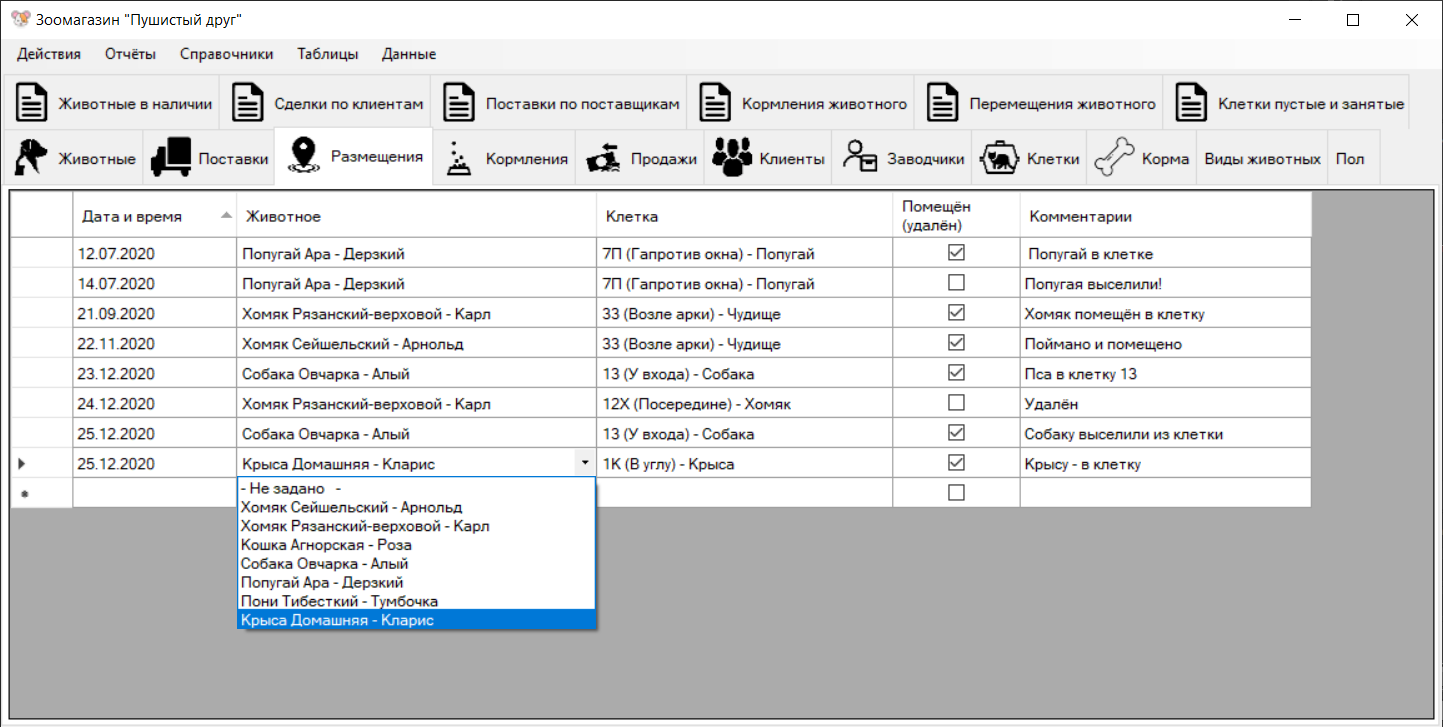 Зоомагазин "Пушистый друг"
Действия Отчёты Справочники Таблицы Данные
Животные в наличии Сделки по клиентам Поставки по поставщикам Кормления животного Перемещения животного Клетки пустые и занятые
Животные Поставки Размещения Кормления Продажи Клиенты Заводчики Клетки Корма Виды животных Пол
Дата и время Животное Клетка Помещён (удалён) Комментарии
12.07.2020 Попугай Ара - Дерзкий 7П (Гапротив окна) - Попугай Попугай в клетке
14.07.2020 Попугай Ара - Дерзкий 7П (Гапротив окна) - Попугай Попугая выселили!
21.09.2020 Хомяк Рязанский-верховой - Карл 33 (Возле арки) - Чудище Хомяк помещён в клетку
22.11.2020 Хомяк Сейшельский - Арнольд 33 (Возле арки) - Чудище Поймано и помещено
23.12.2020 Собака Овчарка - Алый 13 (У входа) - Собака Пса в клетку 13
24.12.2020 Хомяк Рязанский-верховой - Карл 12Х (Посередине) - Хомяк Удалён
25.12.2020 Собака Овчарка - Алый 13 (У входа) - Собака Собаку выселили из клетки
25.12.2020 Крыса Домашняя - Кларис 1К (В углу) - Крыса Крысу - в клетку
- Не задано -
Хомяк Сейшельский - Арнольд
Хомяк Рязанский-верховой - Карл
Кошка Агнорская - Роза
Собака Овчарка - Алый
Попугай Ара - Дерзкий
Пони Тибесткий - Тумбочка
Крыса Домашняя - Кларис